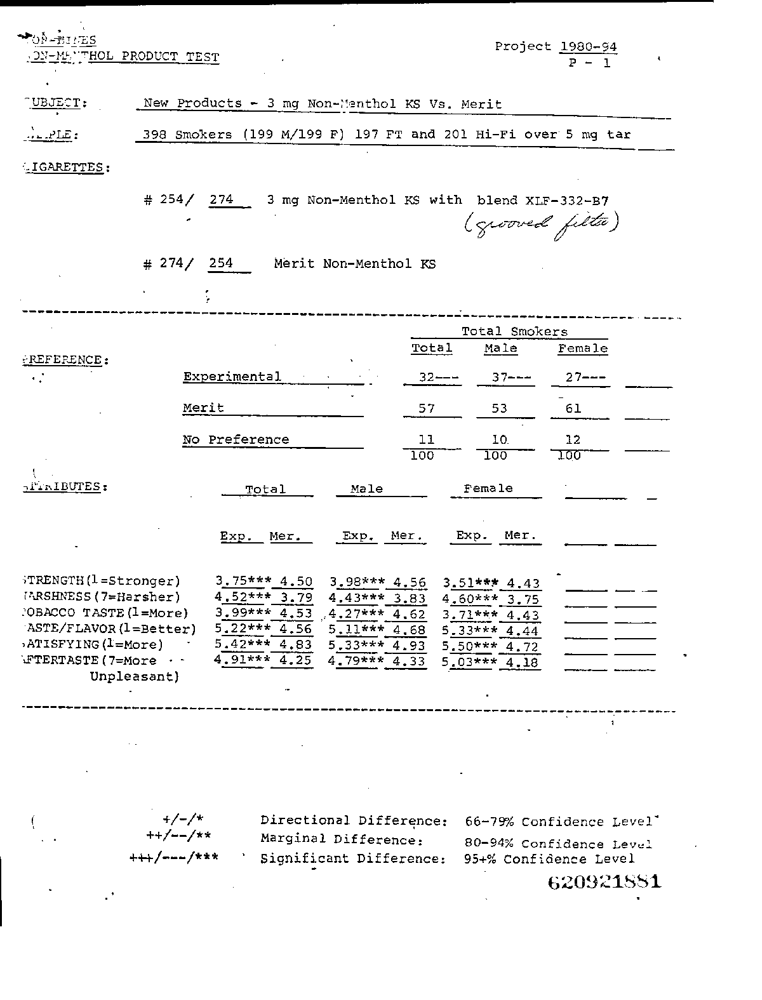 NON-MENTHOL PRODUCT TEST
Project 1980-94
P - 1
SUBJECT: New Products - 3 mg Non-Menthol KS Vs. Merit
398 Smokers (199 M/199 F) 197 FT and 201 Hi-Fi over 5 mg tar
CIGARETTES:
# 254/ 274 3 mg Non-Menthol KS with blend XLF-332-B7
(grooved filter)
# 274/ 254 Merit Non-Menthol KS
Total Smokers
Total Male Female
PREFERENCE:
Experimental 32--- 37--- 27---
Merit 57 53 61
No Preference 11 10 12
100 100 100
ATTRIBUTES: Total Male Female
Exp. Mer. Exp. Mer. Exp. Mer.
STRENGTH(1=Stronger) 3.75*** 4.50 3.98*** 4.56 3.51*** 4.43
HARSHNESS(7=Harsher) 4.52*** 3.79 4.43*** 3.83 4.60*** 3.75
TOBACCO TASTE(1=More) 3.99*** 4.53 4.27*** 4.62 3.71*** 4.43
TASTE/FLAVOR(1=Better) 5.22*** 4.56 5.11*** 4.68 5.33*** 4.44
SATISFYING(1=More) 5.42*** 4.83 5.33*** 4.93 5.50*** 4.72
AFTERTASTE(7=More 4.91*** 4.25 4.79*** 4.33 5.03*** 4.18
Unpleasant)
+/-/* Directional Difference: 66-79% Confidence Level
++/--/** Marginal Difference: 80-94% Confidence Level
+++/---/*** Significant Difference: 95+% Confidence Level
620921881